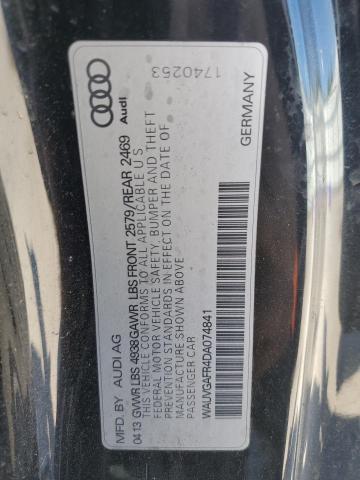 MFD. BY AUDI AG
04 13 GVWR LBS 4938 GAWR LBS FRONT 2579/REAR 2469
THIS VEHICLE CONFORMS TO ALL APPLICABLE U S
FEDERAL MOTOR VEHICLE SAFETY, BUMPER AND THEFT
PREVENTION STANDARDS IN EFFECT ON THE DATE OF
MANUFACTURE SHOWN ABOVE.
PASSENGER CAR
WAUVGAFR4DA074841
Audi
1740253
GERMANY